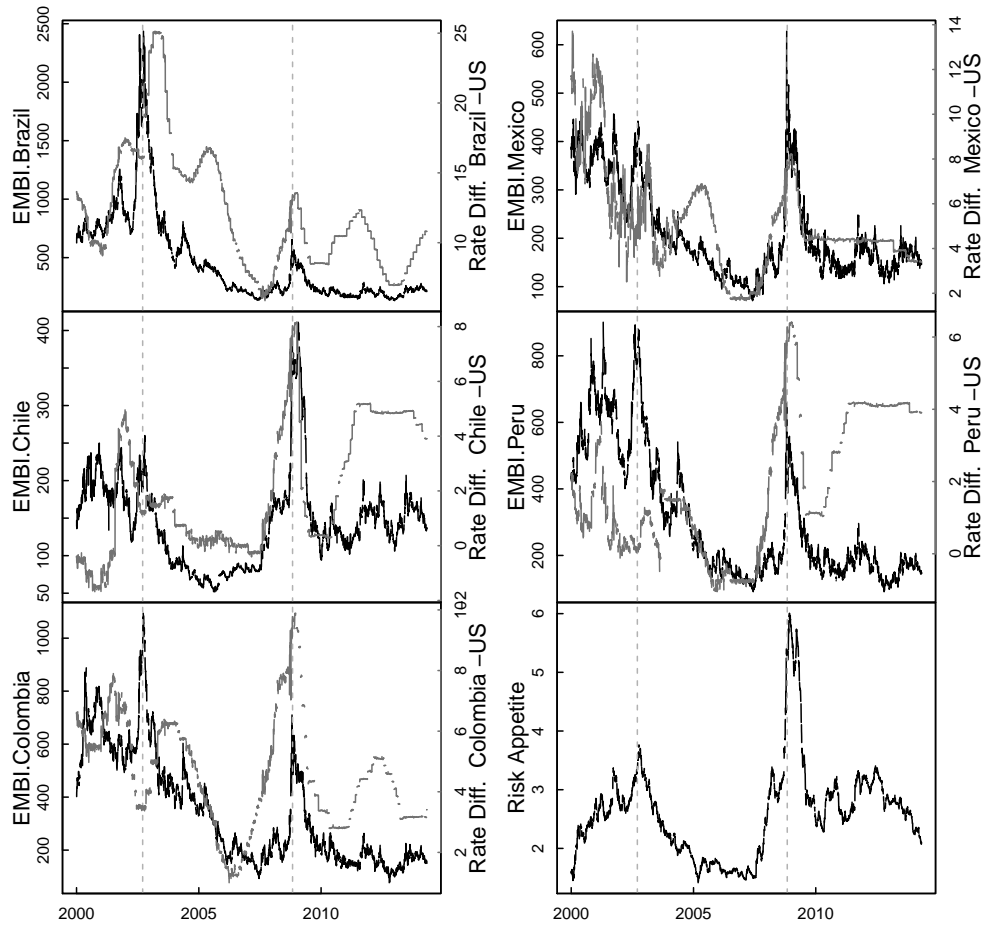 EMBI.Brazil
500 1000 1500 2000 2500
10 15 20 25
Rate Diff. Brazil −US
EMBI.Mexico
100 200 300 400 500 600
2 4 6 8 10 12 14
Rate Diff. Mexico −US
EMBI.Chile
50 100 150 200 300 400
0 2 4 6 8
Rate Diff. Chile −US
EMBI.Peru
200 400 600 800
0 2 4 6
Rate Diff. Peru −US
EMBI.Colombia
200 400 600 800 1000
2 4 6 8
Rate Diff. Colombia −US
2000 2005 2010
Risk Appetite
2 3 4 5 6
2000 2005 2010